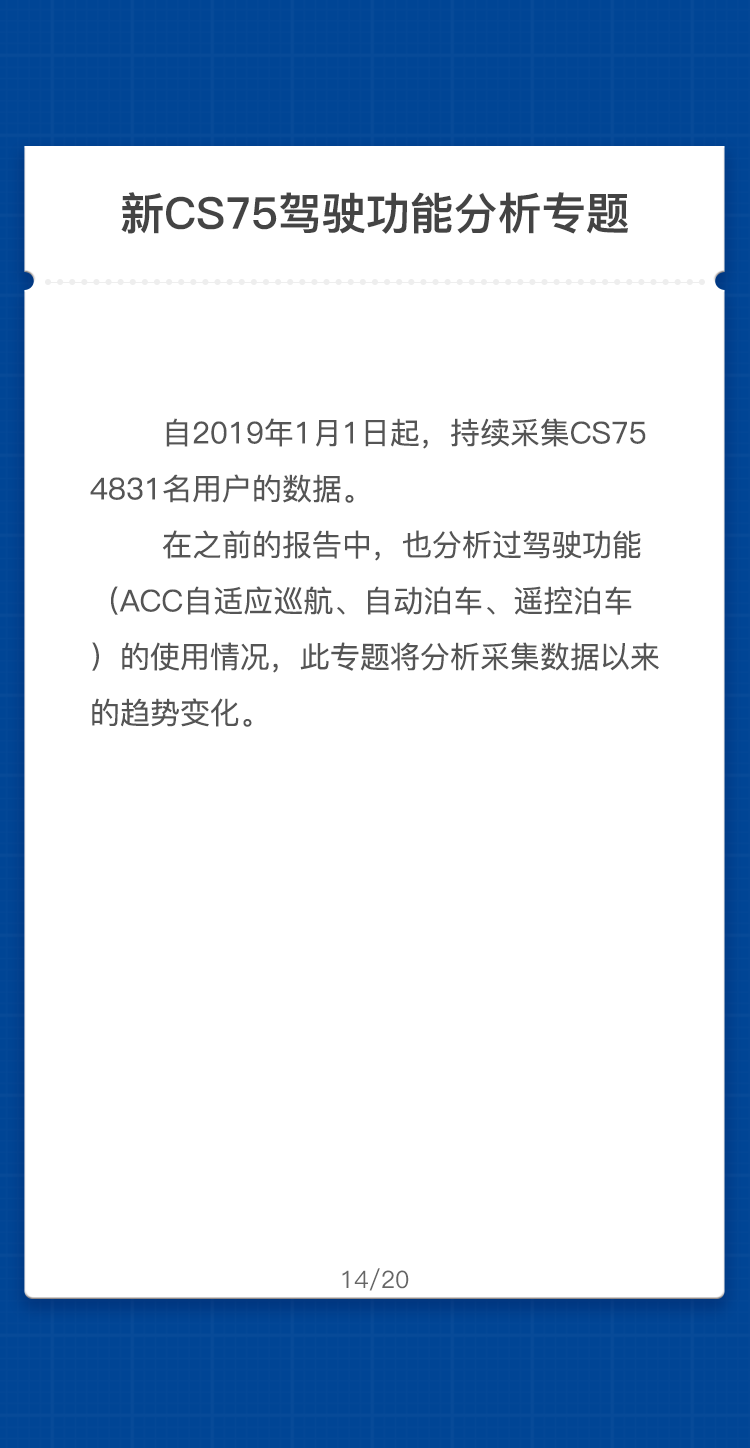 新CS75驾驶功能分析专题
自2019年1月1日起，持续采集CS75
4831名用户的数据。
在之前的报告中，也分析过驾驶功能
（ACC自适应巡航、自动泊车、遥控泊车
）的使用情况，此专题将分析采集数据以来
的趋势变化。
14/20